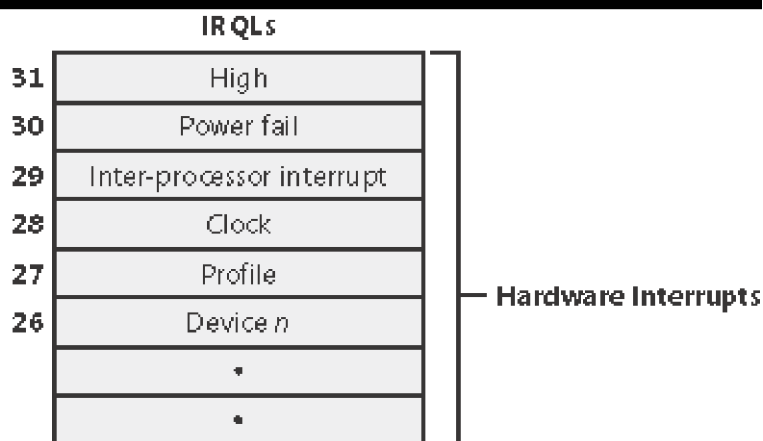 IRQLs
31 High
30 Power fail
29 Inter-processor interrupt
28 Clock
27 Profile
Hardware Interrupts
26 Device n
•
•